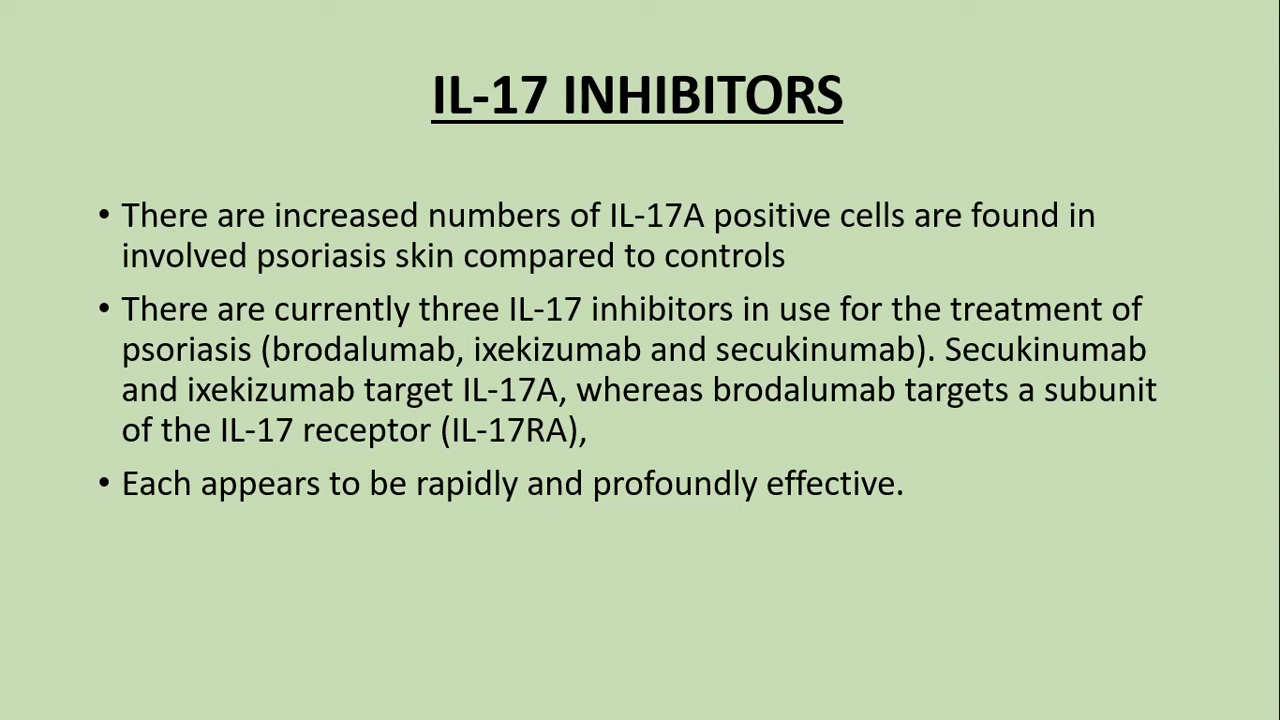 IL-17 INHIBITORS
• There are increased numbers of IL-17A positive cells are found in
involved psoriasis skin compared to controls
• There are currently three IL-17 inhibitors in use for the treatment of
psoriasis (brodalumab, ixekizumab and secukinumab). Secukinumab
and ixekizumab target IL-17A, whereas brodalumab targets a subunit
of the IL-17 receptor (IL-17RA),
• Each appears to be rapidly and profoundly effective.